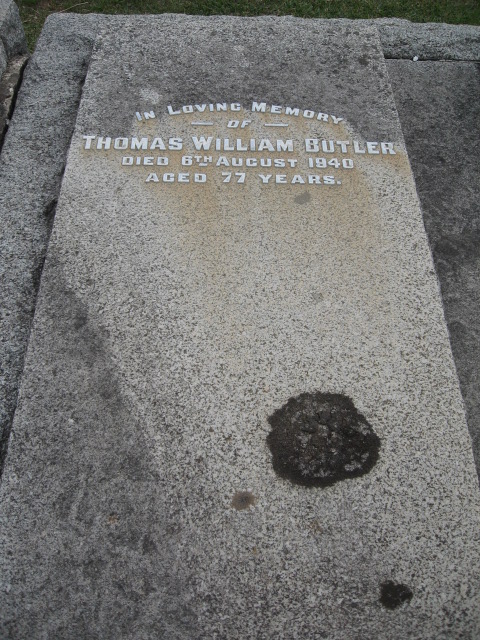 IN LOVING MEMORY
— OF —
THOMAS WILLIAM BUTLER
DIED 6TH AUGUST 1940
AGED 77 YEARS.